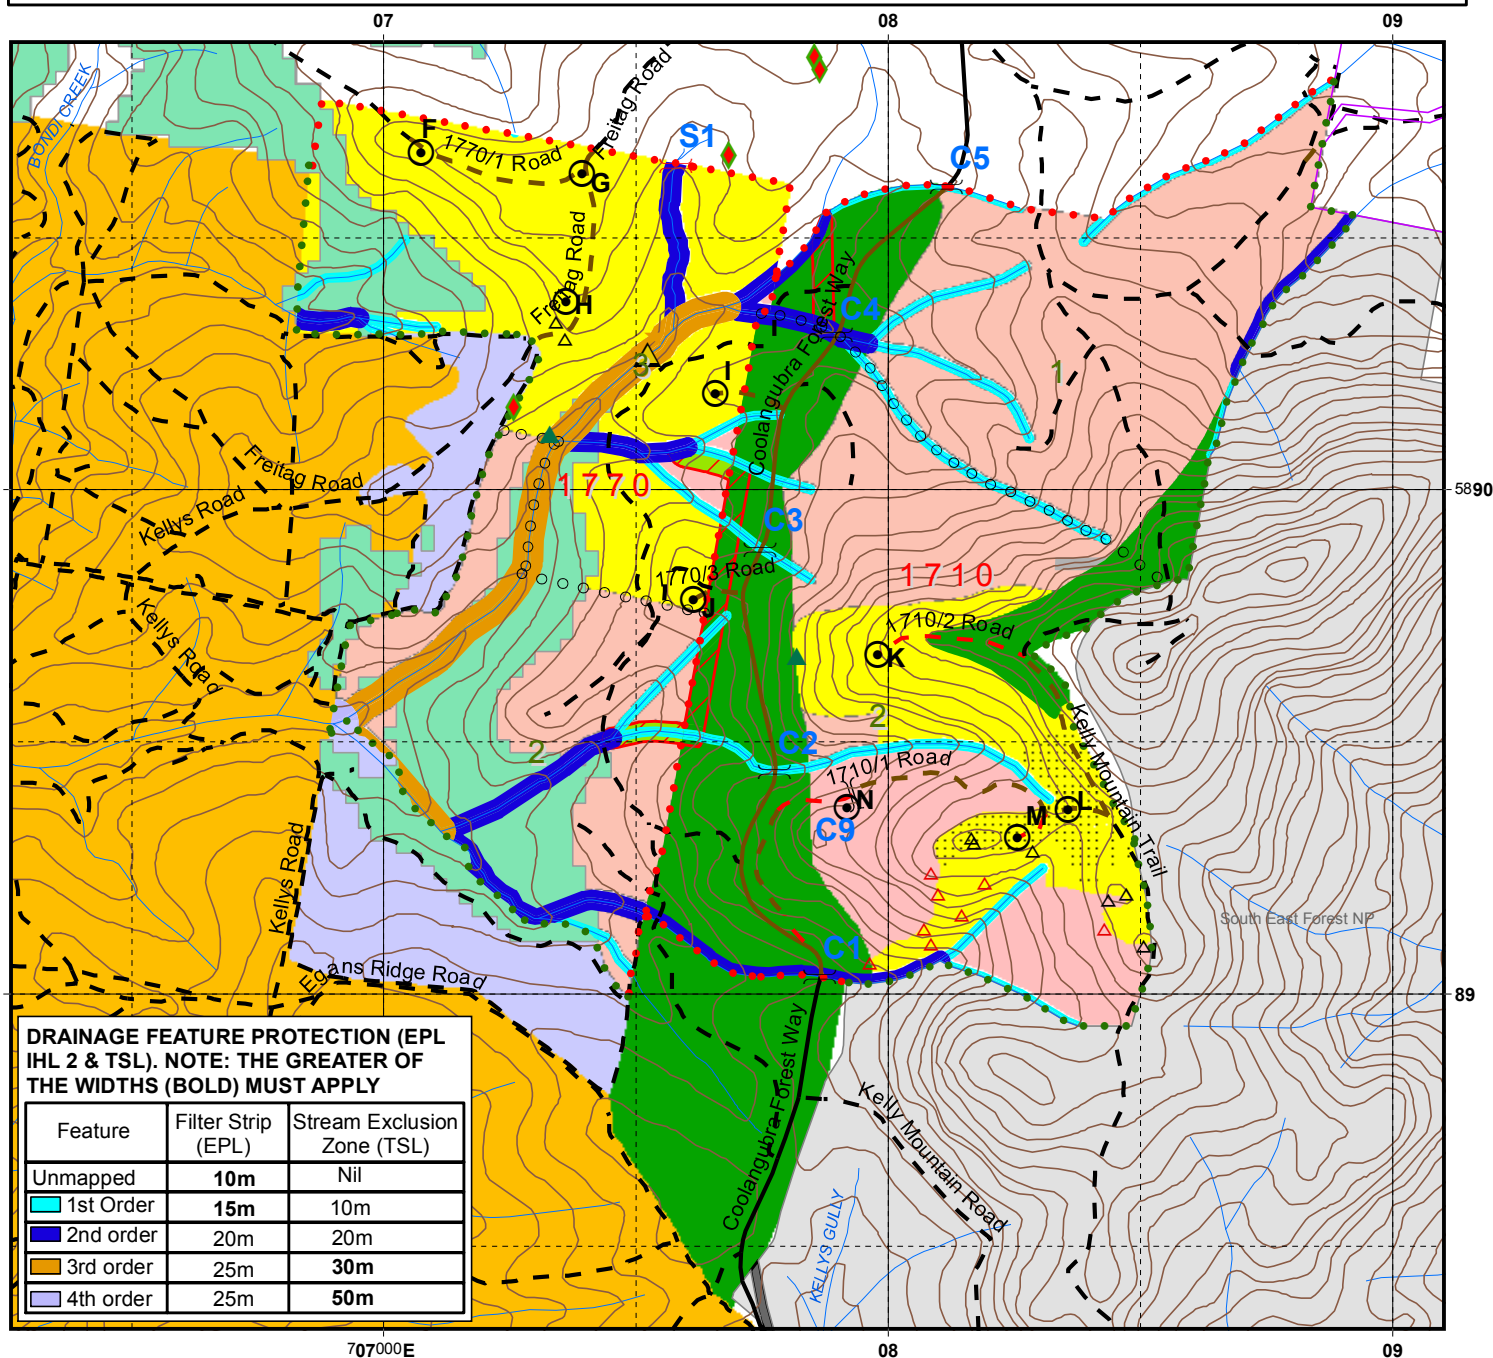 07 08 09
BONDI CREEK
F
1770/1 Road
Freitag Road
G
S1
C5
Freitag Road
H
Freitag Road
C4
3
I
1
Coolangubra Forest Way
Freitag Road
Kellys Road
1770
5890
C3
1770/3 Road
J
1710
Kellys Road
1710/2 Road
K
2
Kelly Mountain Trail
2
C2
1710/1 Road
N
C9
M
L
Kellys Road
South East Forest NP
C1
Egans Ridge Road
89
Coolangubra Forest Way
Kelly Mountain Road
KELLYS GULLY
DRAINAGE FEATURE PROTECTION (EPL
IHL 2 & TSL). NOTE: THE GREATER OF
THE WIDTHS (BOLD) MUST APPLY
Feature Filter Strip (EPL) Stream Exclusion Zone (TSL)
Unmapped 10m Nil
1st Order 15m 10m
2nd order 20m 20m
3rd order 25m 30m
4th order 25m 50m
707000E 08 09